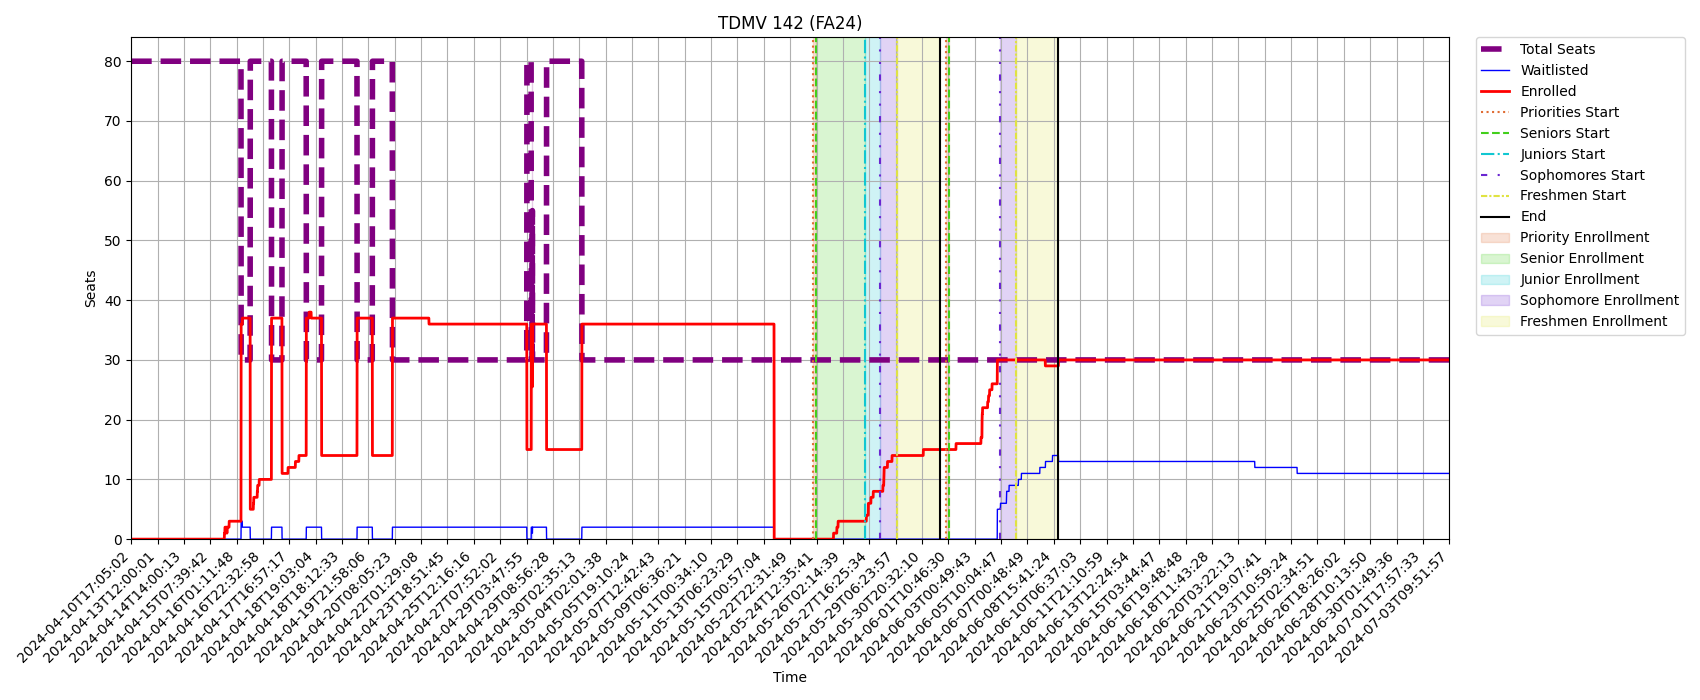 TDMV 142 (FA24)
Seats
80
70
60
50
40
30
20
10
0
2024-04-10T17:05:02
2024-04-13T12:00:01
2024-04-14T14:00:13
2024-04-15T07:39:42
2024-04-16T01:11:48
2024-04-16T22:32:58
2024-04-17T16:57:17
2024-04-18T19:03:04
2024-04-18T18:12:33
2024-04-19T21:58:06
2024-04-20T08:05:23
2024-04-22T01:29:08
2024-04-23T18:51:45
2024-04-25T12:16:16
2024-04-27T07:52:02
2024-04-29T03:47:55
2024-04-29T08:56:28
2024-04-30T02:35:13
2024-05-04T02:01:38
2024-05-05T19:10:24
2024-05-07T12:42:43
2024-05-09T06:36:21
2024-05-11T00:34:10
2024-05-13T06:23:29
2024-05-15T00:57:04
2024-05-22T22:31:49
2024-05-24T12:35:41
2024-05-26T02:14:39
2024-05-27T16:25:34
2024-05-29T06:23:57
2024-05-30T20:32:10
2024-06-01T10:46:30
2024-06-03T00:49:43
2024-06-05T10:04:47
2024-06-07T00:48:49
2024-06-08T15:41:24
2024-06-10T06:37:03
2024-06-11T21:10:59
2024-06-13T12:24:54
2024-06-15T03:44:47
2024-06-16T19:48:48
2024-06-18T11:43:28
2024-06-20T03:22:13
2024-06-21T19:07:41
2024-06-23T10:59:24
2024-06-25T02:34:51
2024-06-26T18:26:02
2024-06-28T10:13:50
2024-06-30T01:49:36
2024-07-01T17:57:33
2024-07-03T09:51:57
Time
Total Seats
Waitlisted
Enrolled
Priorities Start
Seniors Start
Juniors Start
Sophomores Start
Freshmen Start
End
Priority Enrollment
Senior Enrollment
Junior Enrollment
Sophomore Enrollment
Freshmen Enrollment